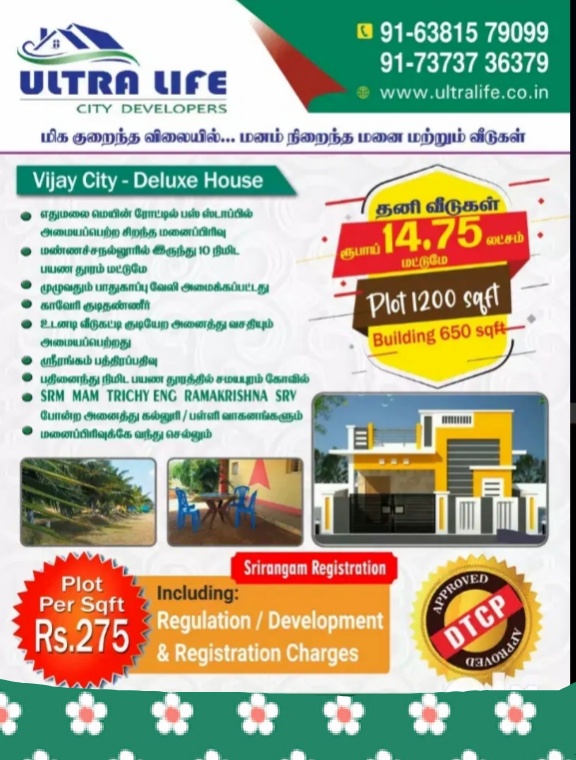 ULTRA LIFE
CITY DEVELOPERS
91-63815 79099
91-73737 36379
www.ultralife.co.in
மிக குறைந்த விலையில்... மனம் நிறைந்த மனை மற்றும் வீடுகள்
Vijay City - Deluxe House
எதுமலை மெயின் ரோட்டில் பஸ் ஸ்டாப்பில்
அமையப்பெற்ற சிறந்த மனைப்பிரிவு
மண்ணச்சநல்லூரில் இருந்து 10 நிமிட
பயண தூரம் மட்டுமே
முழுவதும் பாதுகாப்பு வேலி அமைக்கப்பட்டது
காவேரி குடிதண்ணீர்
உடனடி வீடுகட்டி குடியேற அனைத்து வசதியும்
அமையப்பெற்றது
ஸ்ரீரங்கம் பத்திரப்பதிவு
பதினைந்து நிமிட பயண தூரத்தில் சமயபுரம் கோவில்
SRM MAM TRICHY ENG RAMAKRISHNA SRV
போன்ற அனைத்து கல்லூரி / பள்ளி வாகனங்களும்
மனைப்பிரிவுக்கே வந்து செல்லும்
தனி வீடுகள்
ரூபாய் 14.75 லட்சம்
மட்டுமே
Plot 1200 sqft
Building 650 sqft
Srirangam Registration
Plot
Per Sqft
Rs.275
Including:
Regulation / Development
& Registration Charges
APPROVED
DTCP
APPROVED